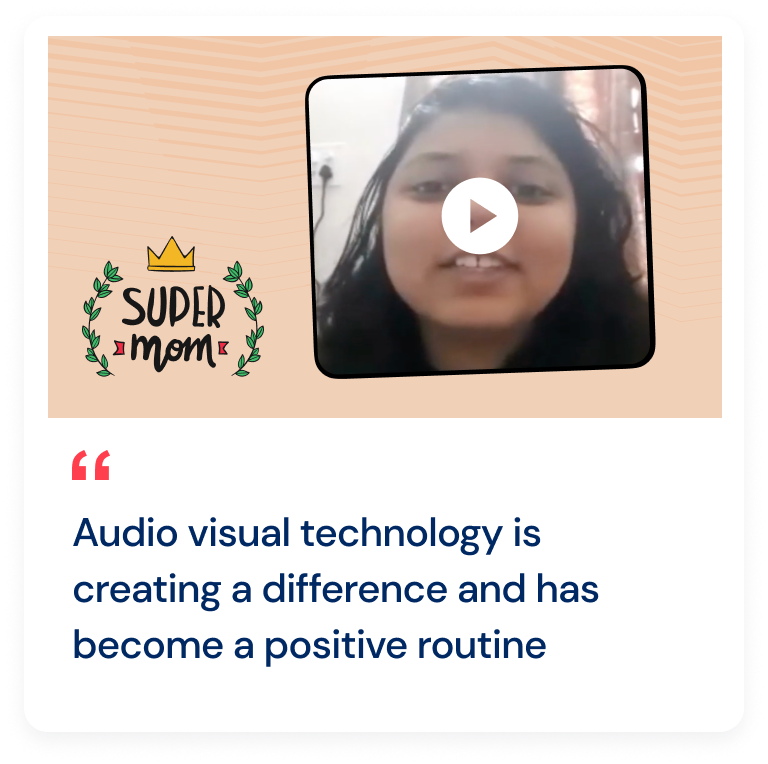 SUPER
mom
“
Audio visual technology is
creating a difference and has
become a positive routine